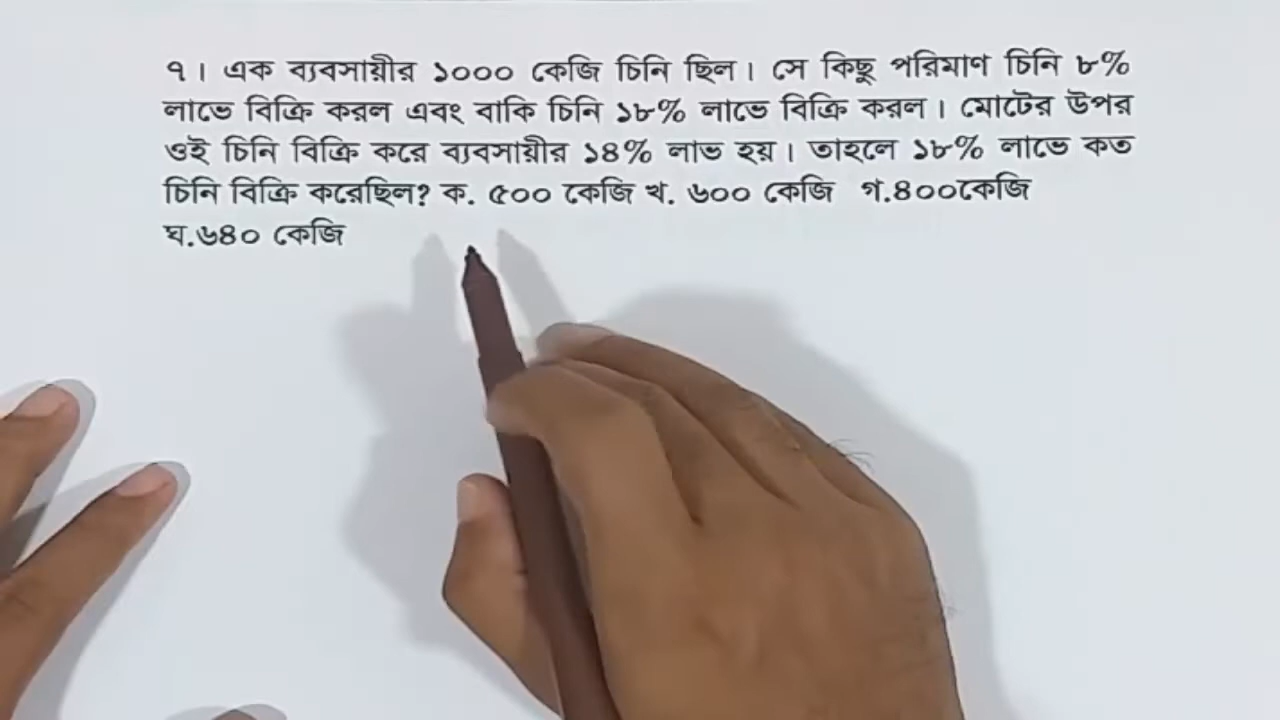 ৭। এক ব্যবসায়ীর ১০০০ কেজি চিনি ছিল। সে কিছু পরিমাণ চিনি ৮%
লাভে বিক্রি করল এবং বাকি চিনি ১৮% লাভে বিক্রি করল। মোটের উপর
ওই চিনি বিক্রি করে ব্যবসায়ীর ১৪% লাভ হয়। তাহলে ১৮% লাভে কত
চিনি বিক্রি করেছিল? ক. ৫০০ কেজি খ. ৬০০ কেজি গ.৪০০কেজি
ঘ.৬৪০ কেজি